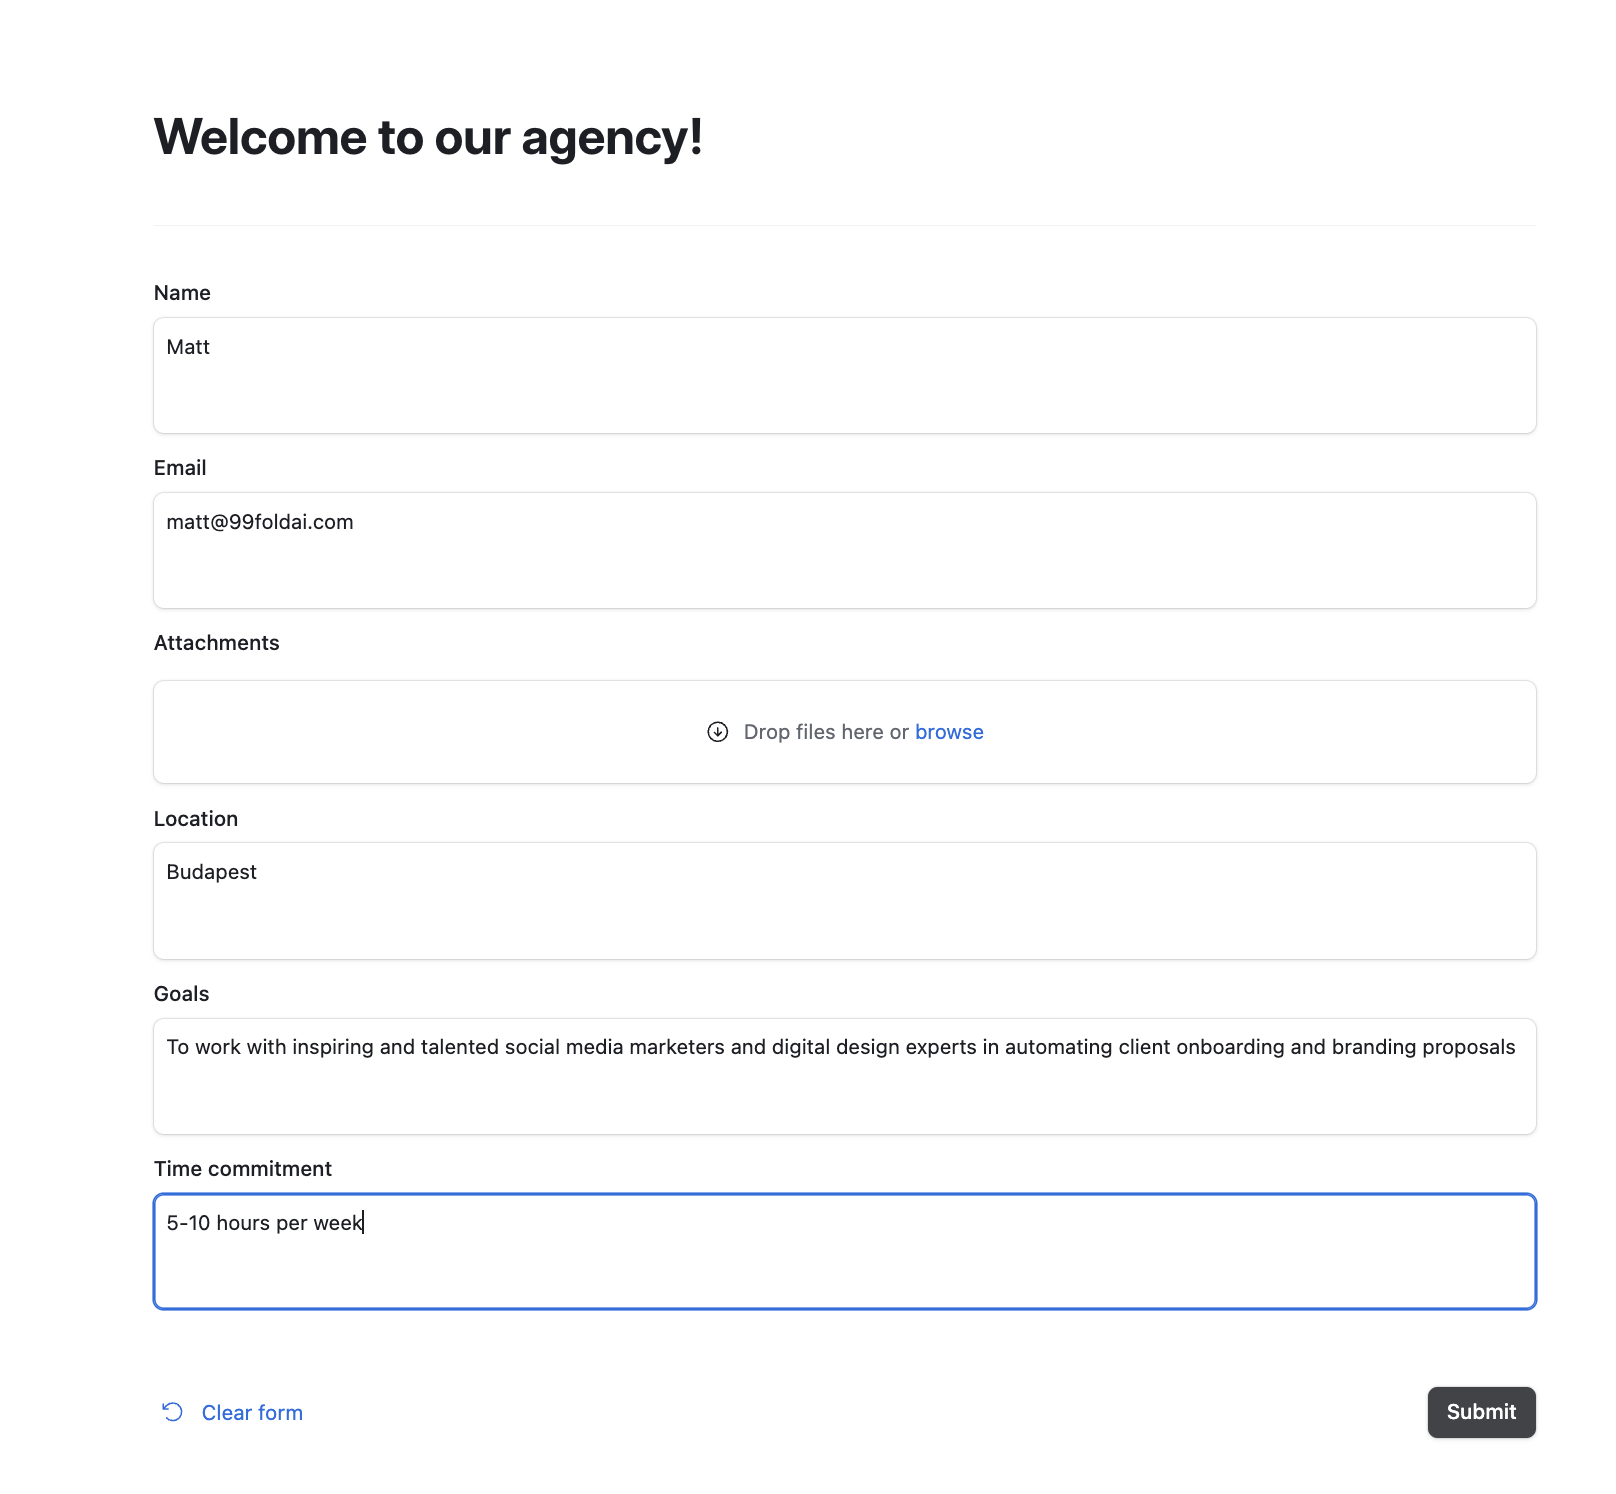 Welcome to our agency!
Name
Matt
Email
matt@99foldai.com
Attachments
Drop files here or browse
Location
Budapest
Goals
To work with inspiring and talented social media marketers and digital design experts in automating client onboarding and branding proposals
Time commitment
5-10 hours per week
Clear form
Submit